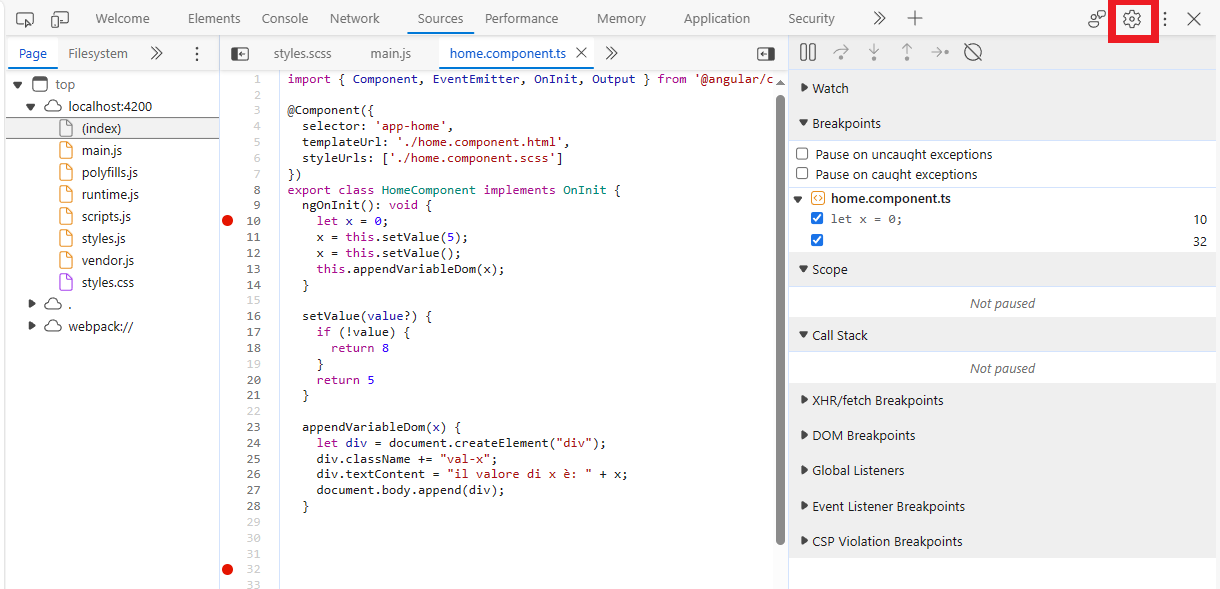 Welcome Elements Console Network Sources Performance Memory Application Security
Page Filesystem
top
localhost:4200
(index)
main.js
polyfills.js
runtime.js
scripts.js
styles.js
vendor.js
styles.css
.
webpack://
styles.scss main.js home.component.ts
1 import { Component, EventEmitter, OnInit, Output } from '@angular/c
2
3 @Component({
4 selector: 'app-home',
5 templateUrl: './home.component.html',
6 styleUrls: ['./home.component.scss']
7 })
8 export class HomeComponent implements OnInit {
9 ngOnInit(): void {
10 let x = 0;
11 x = this.setValue(5);
12 x = this.setValue();
13 this.appendVariableDom(x);
14 }
15
16 setValue(value?) {
17 if (!value) {
18 return 8
19 }
20 return 5
21 }
22
23 appendVariableDom(x) {
24 let div = document.createElement("div");
25 div.className += "val-x";
26 div.textContent = "il valore di x è: " + x;
27 document.body.append(div);
28 }
29
30
31
32
33
Watch
Breakpoints
Pause on uncaught exceptions
Pause on caught exceptions
home.component.ts
let x = 0; 10
32
Scope
Not paused
Call Stack
Not paused
XHR/fetch Breakpoints
DOM Breakpoints
Global Listeners
Event Listener Breakpoints
CSP Violation Breakpoints